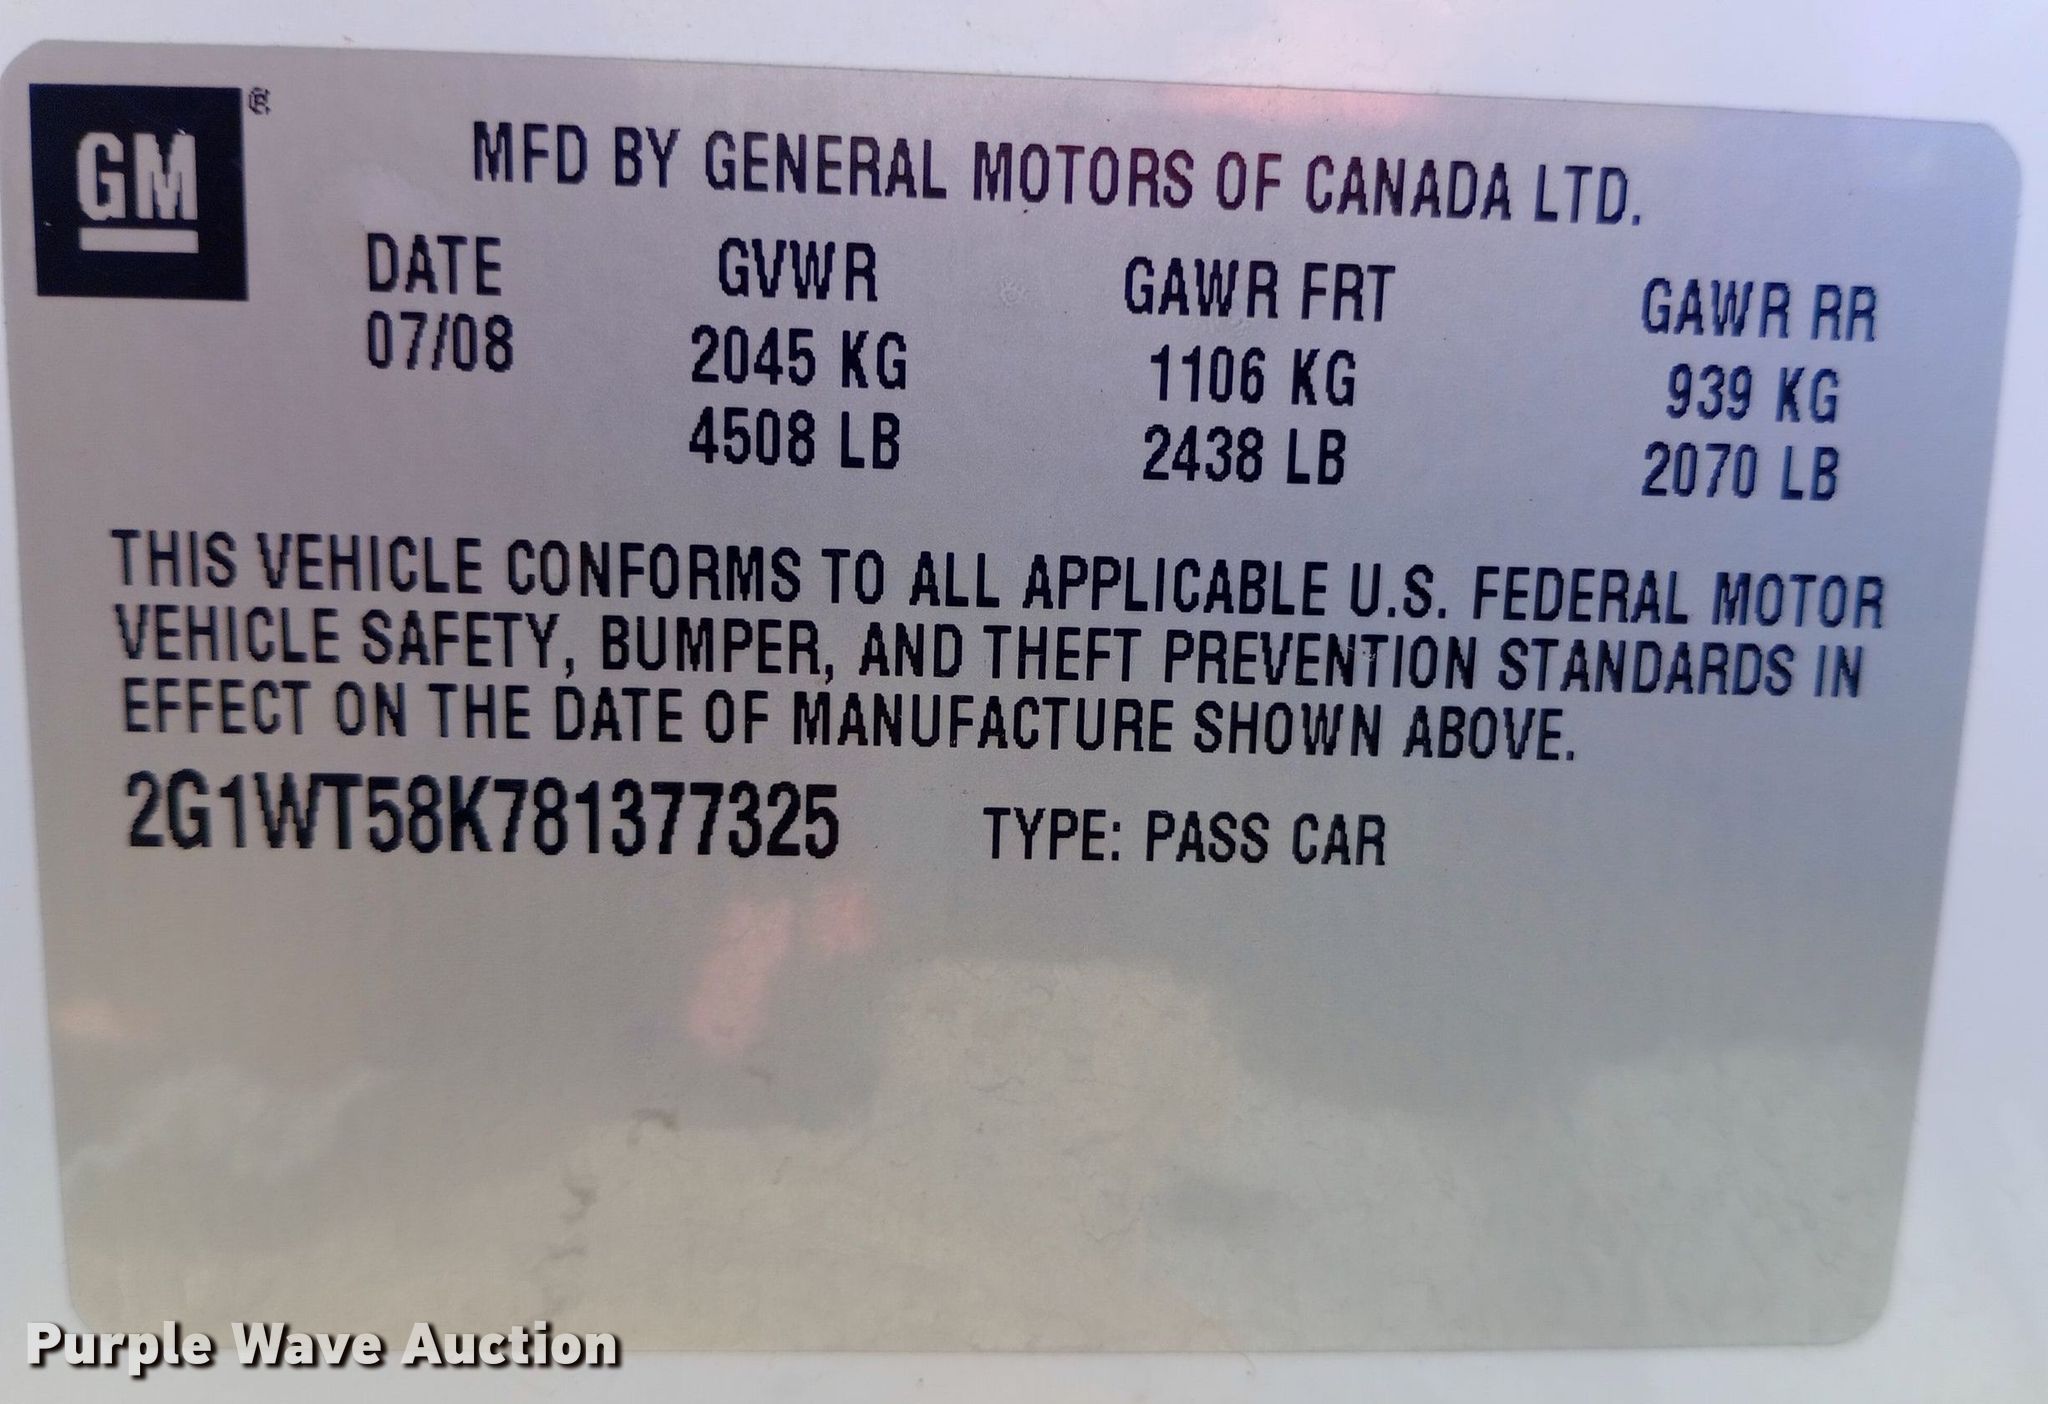 GM ®
MFD BY GENERAL MOTORS OF CANADA LTD.
DATE GVWR GAWR FRT GAWR RR
07/08 2045 KG 1106 KG 939 KG
4508 LB 2438 LB 2070 LB
THIS VEHICLE CONFORMS TO ALL APPLICABLE U.S. FEDERAL MOTOR
VEHICLE SAFETY, BUMPER, AND THEFT PREVENTION STANDARDS IN
EFFECT ON THE DATE OF MANUFACTURE SHOWN ABOVE.
2G1WT58K781377325 TYPE: PASS CAR
Purple Wave Auction